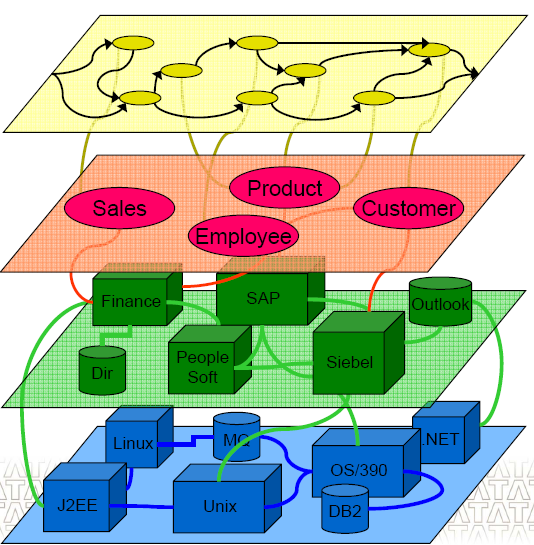 Product
Sales
Customer
Employee
SAP
Finance
Outlook
People
Soft
Siebel
Dir
MQ
Linux
.NET
OS/390
J2EE
Unix
DB2
TATA